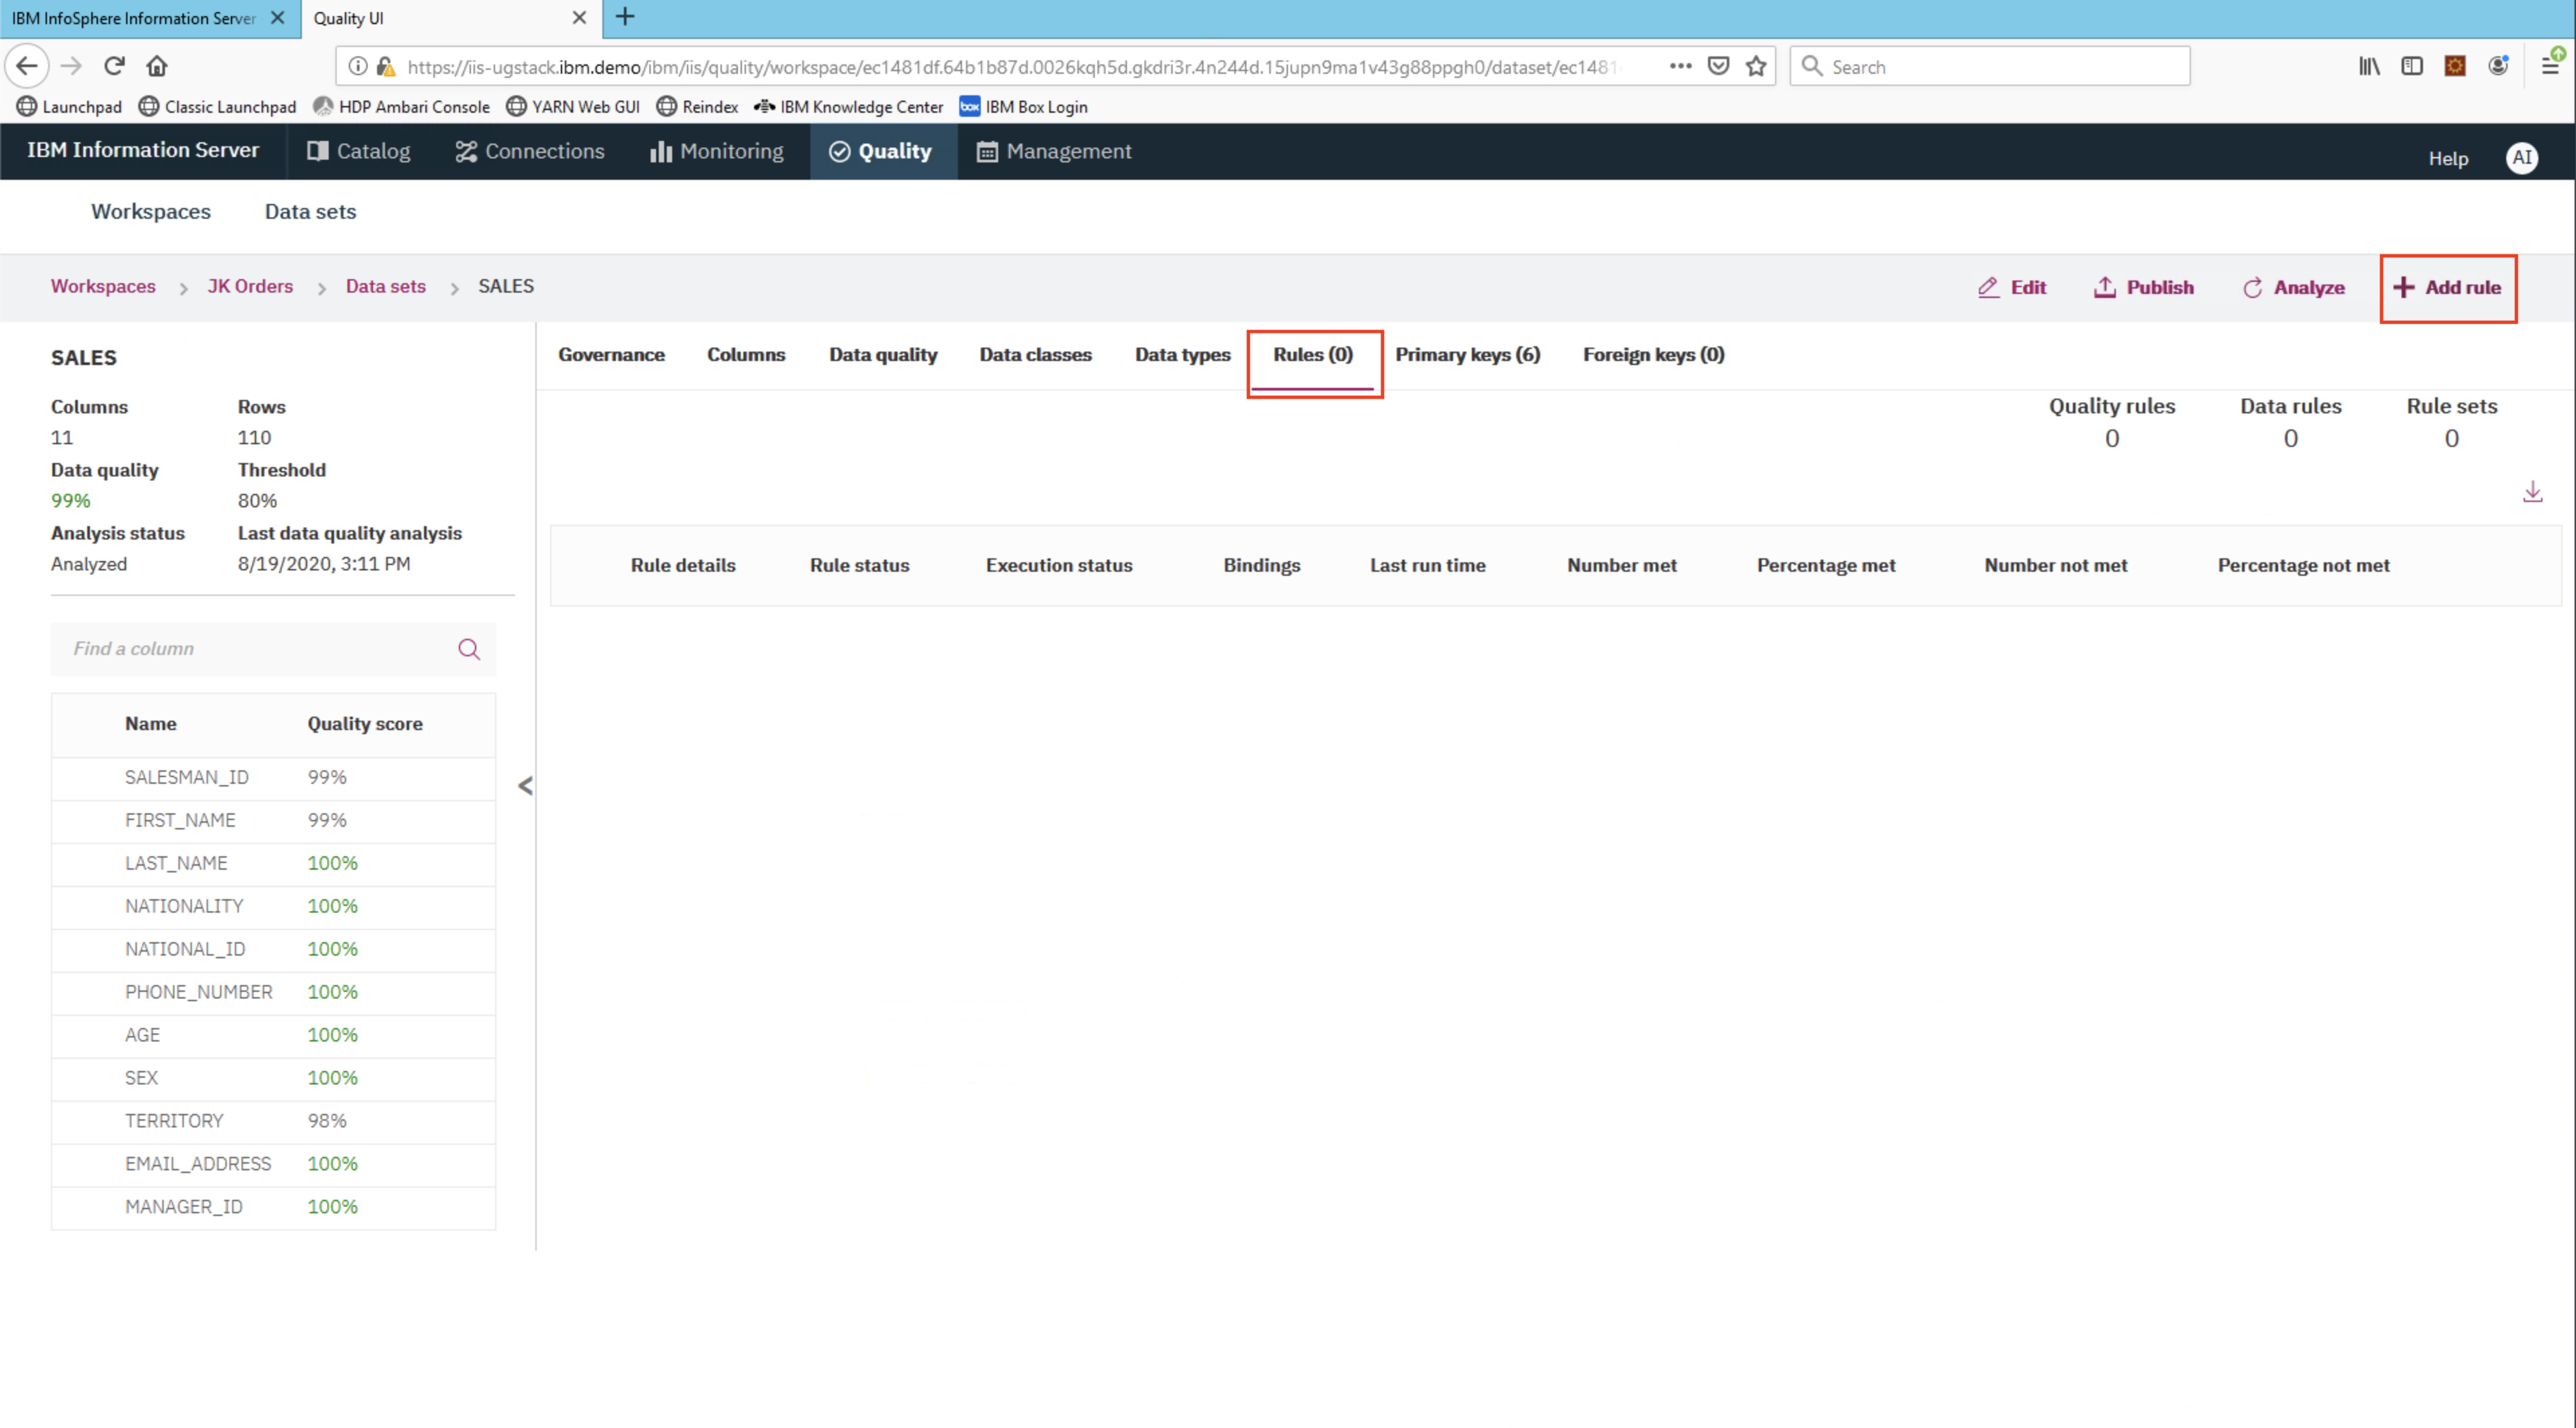 IBM InfoSphere Information Server
Quality UI
https://iis-ugstack.ibm.demo/ibm/iis/quality/workspace/ec1481df.64b1b87d.0026kqh5d.gkdri3r.4n244d.15jupn9ma1v43g88ppgh0/dataset/ec1481
Search
Launchpad
Classic Launchpad
HDP Ambari Console
YARN Web GUI
Reindex
IBM Knowledge Center
box
IBM Box Login
IBM Information Server
Catalog
Connections
Monitoring
Quality
Management
Help
AI
Workspaces
Data sets
Workspaces > JK Orders > Data sets > SALES
Edit
Publish
Analyze
+ Add rule
SALES
Columns Rows
11 110
Data quality Threshold
99% 80%
Analysis status Last data quality analysis
Analyzed 8/19/2020, 3:11 PM
Find a column
Name Quality score
SALESMAN_ID 99%
FIRST_NAME 99%
LAST_NAME 100%
NATIONALITY 100%
NATIONAL_ID 100%
PHONE_NUMBER 100%
AGE 100%
SEX 100%
TERRITORY 98%
EMAIL_ADDRESS 100%
MANAGER_ID 100%
Governance
Columns
Data quality
Data classes
Data types
Rules (0)
Primary keys (6)
Foreign keys (0)
Quality rules Data rules Rule sets
0 0 0
Rule details Rule status Execution status Bindings Last run time Number met Percentage met Number not met Percentage not met